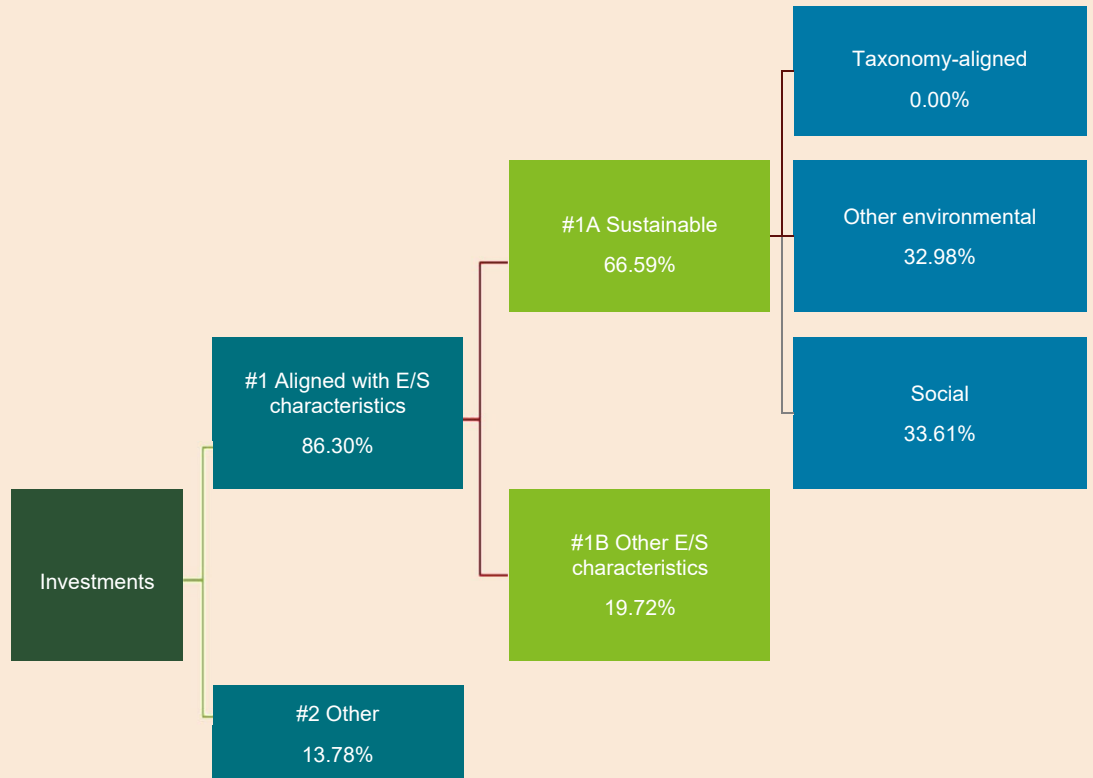 Investments
#1 Aligned with E/S
characteristics
86.30%
#2 Other
13.78%
#1A Sustainable
66.59%
#1B Other E/S
characteristics
19.72%
Taxonomy-aligned
0.00%
Other environmental
32.98%
Social
33.61%